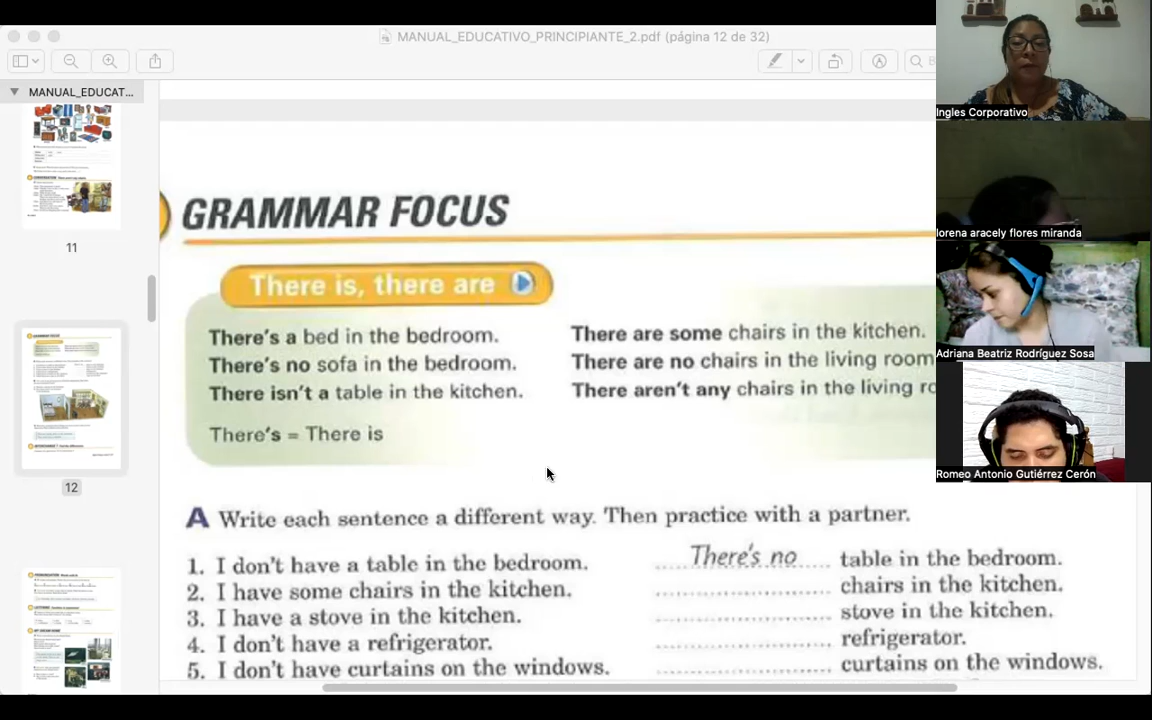 MANUAL_EDUCATIVO_PRINCIPIANTE_2.pdf (página 12 de 32)
MANUAL_EDUCAT...
11
12
GRAMMAR FOCUS
There is, there are
There's a bed in the bedroom.
There's no sofa in the bedroom.
There isn't a table in the kitchen.
There's = There is
There are some chairs in the kitchen.
There are no chairs in the living room
There aren't any chairs in the living ro
A Write each sentence a different way. Then practice with a partner.
1. I don't have a table in the bedroom. There's no table in the bedroom.
2. I have some chairs in the kitchen. chairs in the kitchen.
3. I have a stove in the kitchen. stove in the kitchen.
4. I don't have a refrigerator. refrigerator.
5. I don't have curtains on the windows. curtains on the windows.
Ingles Corporativo
lorena aracely flores miranda
Adriana Beatriz Rodríguez Sosa
Romeo Antonio Gutiérrez Cerón